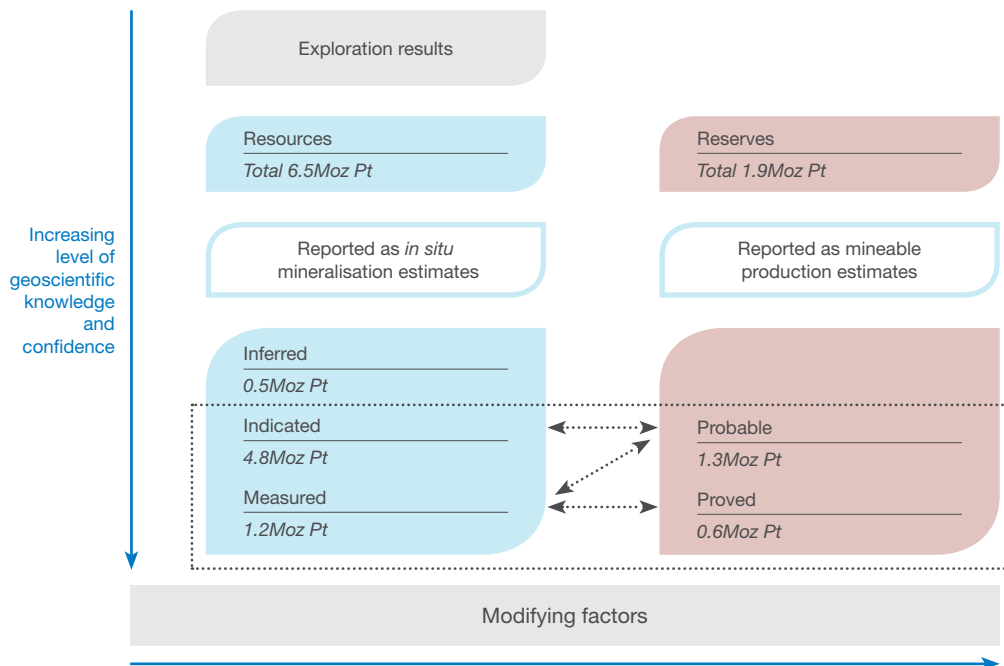 Exploration results
Resources
Total 6.5Moz Pt
Reserves
Total 1.9Moz Pt
Increasing
level of
geoscientific
knowledge
and
confidence
Reported as in situ
mineralisation estimates
Reported as mineable
production estimates
Inferred
0.5Moz Pt
Indicated
4.8Moz Pt
Measured
1.2Moz Pt
Probable
1.3Moz Pt
Proved
0.6Moz Pt
Modifying factors